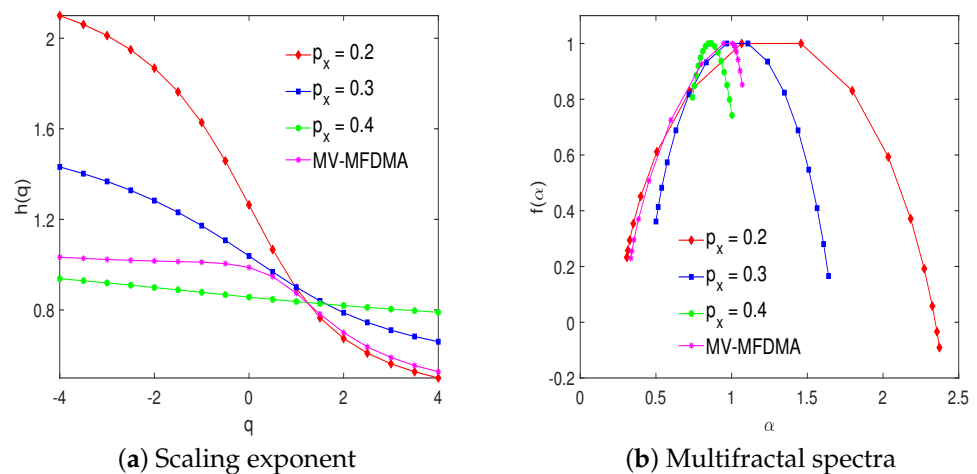 2.1
1.6
1.2
0.8
-4
-2
0
2
4
h(q)
q
p_x = 0.2
p_x = 0.3
p_x = 0.4
MV-MFDMA
(a) Scaling exponent
1
0.8
0.6
0.4
0.2
0
-0.2
0
0.5
1
1.5
2
2.5
f(α)
α
p_x = 0.2
p_x = 0.3
p_x = 0.4
MV-MFDMA
(b) Multifractal spectra